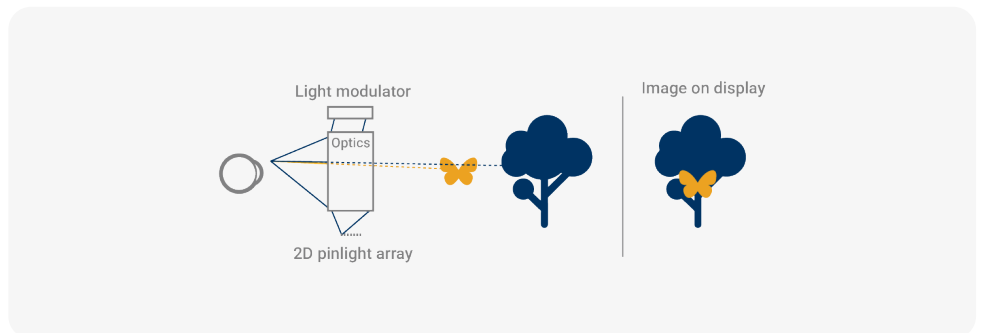 Light modulator
Image on display
Optics
2D pinlight array